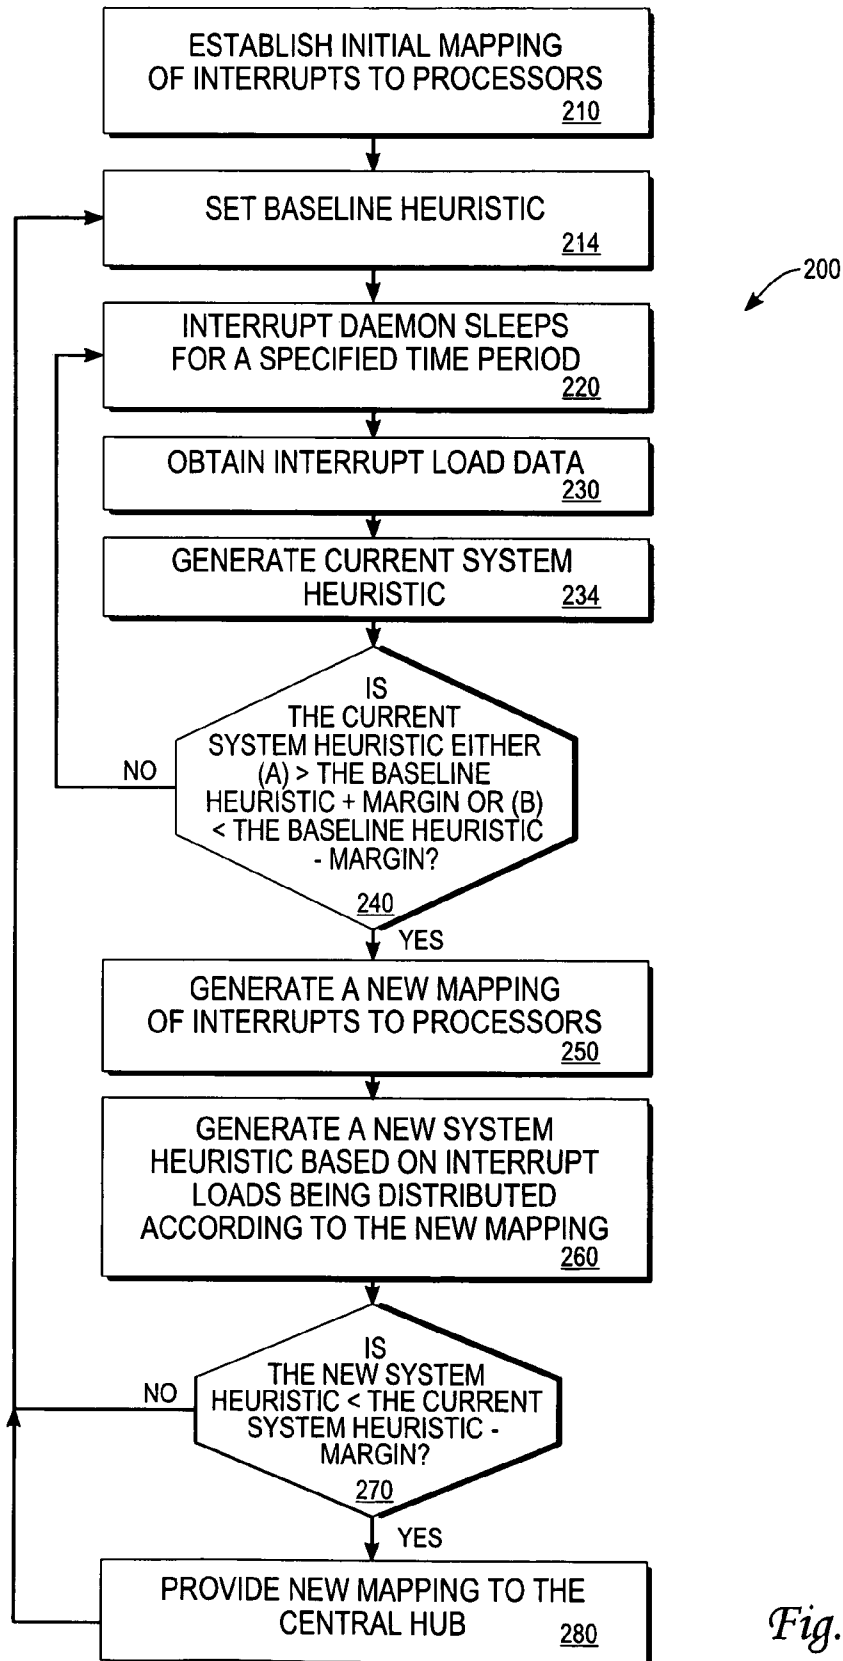 ESTABLISH INITIAL MAPPING
OF INTERRUPTS TO PROCESSORS
210
SET BASELINE HEURISTIC
214
200
INTERRUPT DAEMON SLEEPS
FOR A SPECIFIED TIME PERIOD
220
OBTAIN INTERRUPT LOAD DATA
230
GENERATE CURRENT SYSTEM
HEURISTIC 234
IS
THE CURRENT
SYSTEM HEURISTIC EITHER
(A) > THE BASELINE
HEURISTIC + MARGIN OR (B)
< THE BASELINE HEURISTIC
- MARGIN?
240
NO
YES
GENERATE A NEW MAPPING
OF INTERRUPTS TO PROCESSORS
250
GENERATE A NEW SYSTEM
HEURISTIC BASED ON INTERRUPT
LOADS BEING DISTRIBUTED
ACCORDING TO THE NEW MAPPING
260
IS
THE NEW SYSTEM
HEURISTIC < THE CURRENT
SYSTEM HEURISTIC -
MARGIN?
270
NO
YES
PROVIDE NEW MAPPING TO THE
CENTRAL HUB 280
Fig.